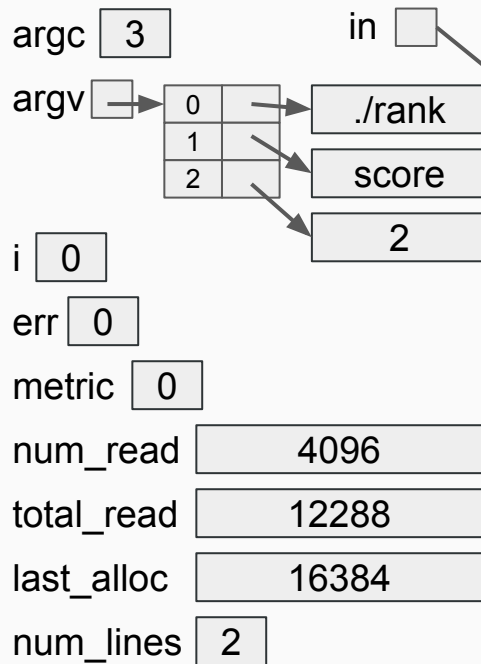 argc 3
in
argv
0
1
2
./rank
score
2
i 0
err 0
metric 0
num_read 4096
total_read 12288
last_alloc 16384
num_lines 2